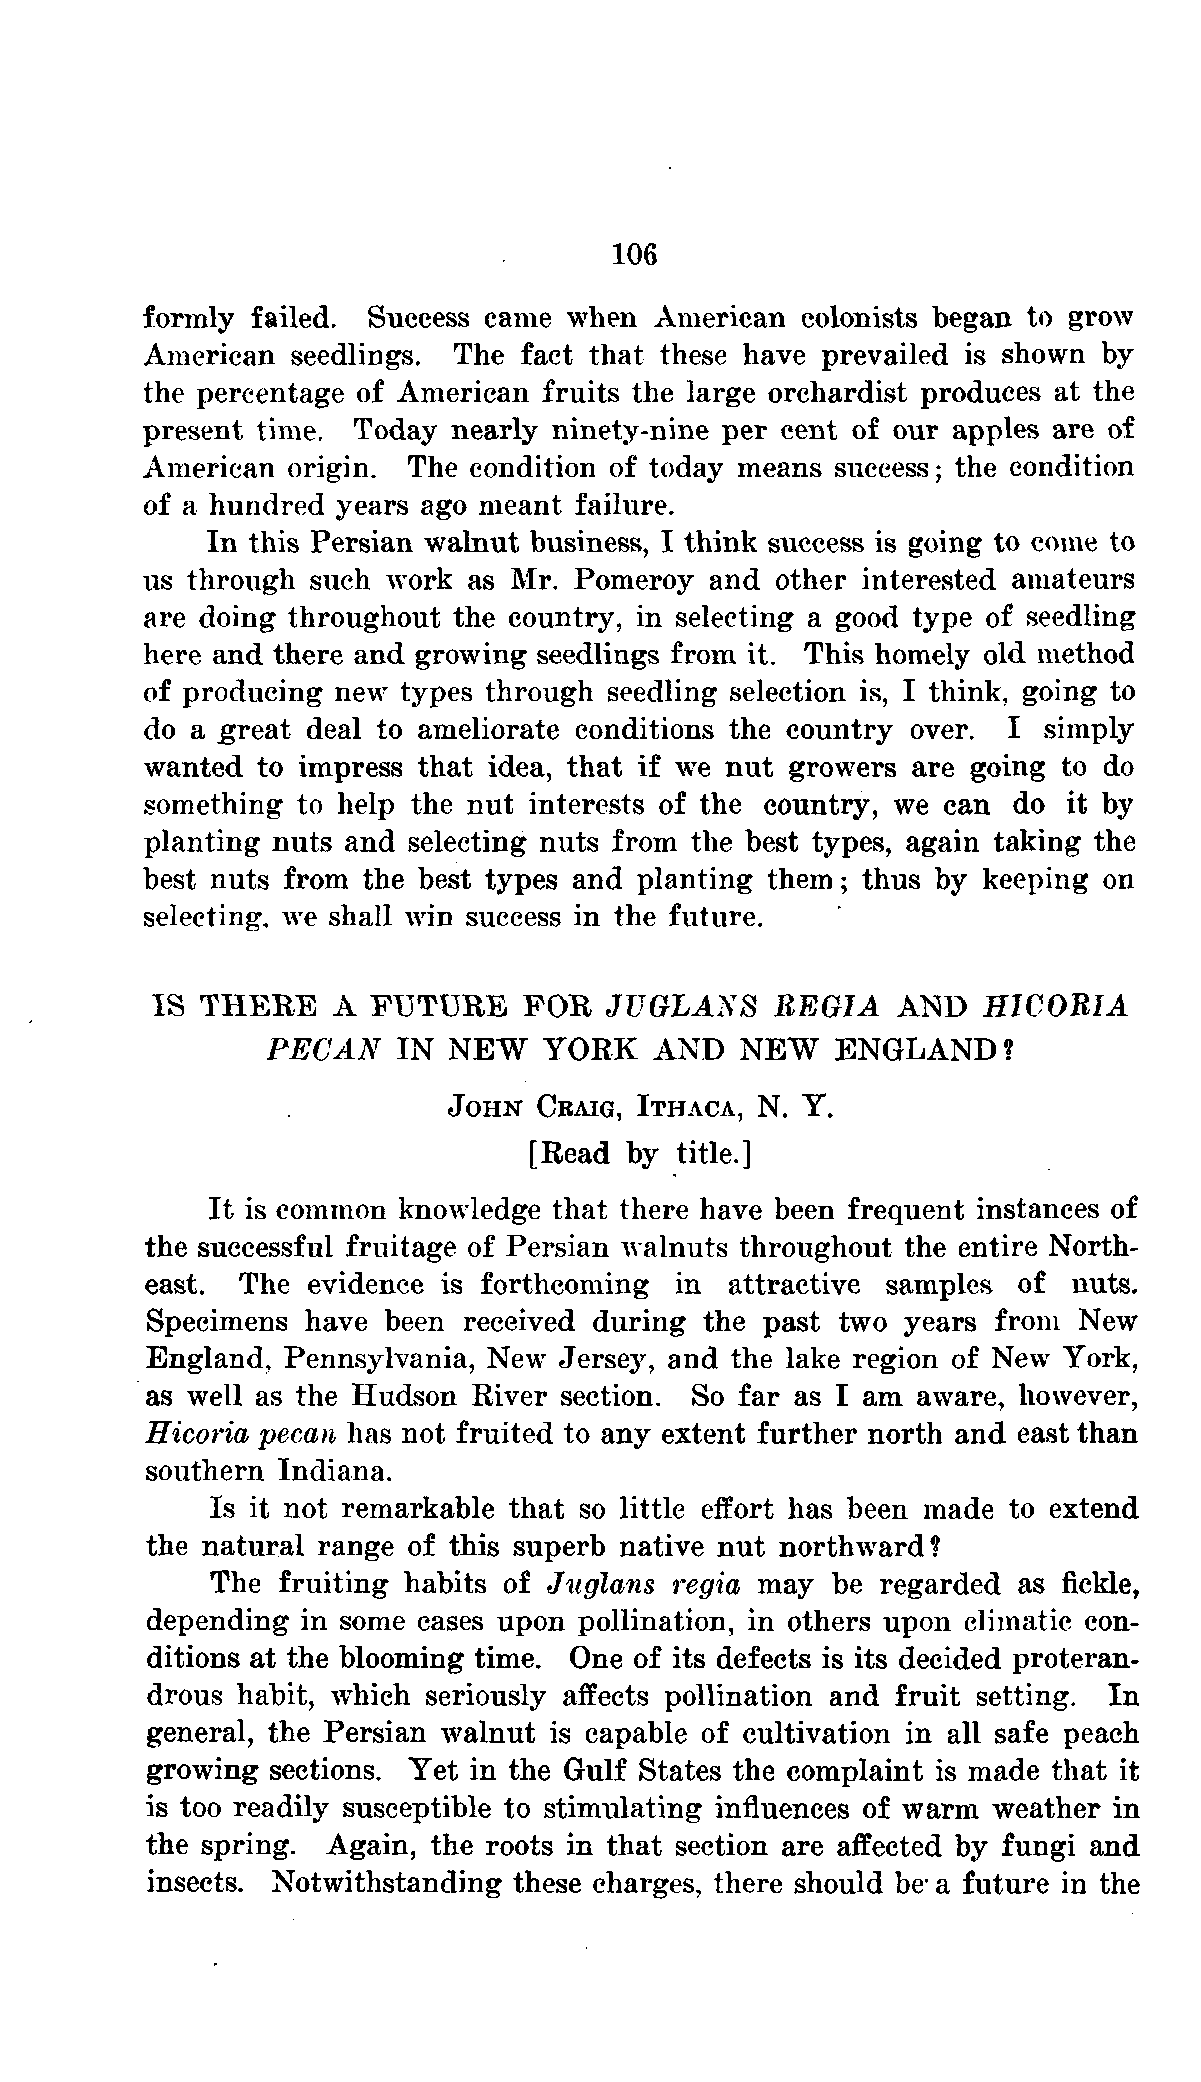 106
formly failed. Success came when American colonists began to grow
American seedlings. The fact that these have prevailed is shown by
the percentage of American fruits the large orchardist produces at the
present time. Today nearly ninety-nine per cent of our apples are of
American origin. The condition of today means success; the condition
of a hundred years ago meant failure.
In this Persian walnut business, I think success is going to come to
us through such work as Mr. Pomeroy and other interested amateurs
are doing throughout the country, in selecting a good type of seedling
here and there and growing seedlings from it. This homely old method
of producing new types through seedling selection is, I think, going to
do a great deal to ameliorate conditions the country over. I simply
wanted to impress that idea, that if we nut growers are going to do
something to help the nut interests of the country, we can do it by
planting nuts and selecting nuts from the best types, again taking the
best nuts from the best types and planting them; thus by keeping on
selecting, we shall win success in the future.
IS THERE A FUTURE FOR JUGLANS REGIA AND HICORIA
PECAN IN NEW YORK AND NEW ENGLAND?
JOHN CRAIG, ITHACA, N. Y.
[Read by title.]
It is common knowledge that there have been frequent instances of
the successful fruitage of Persian walnuts throughout the entire North-
east. The evidence is forthcoming in attractive samples of nuts.
Specimens have been received during the past two years from New
England, Pennsylvania, New Jersey, and the lake region of New York,
as well as the Hudson River section. So far as I am aware, however,
Hicoria pecan has not fruited to any extent further north and east than
southern Indiana.
Is it not remarkable that so little effort has been made to extend
the natural range of this superb native nut northward?
The fruiting habits of Juglans regia may be regarded as fickle,
depending in some cases upon pollination, in others upon climatic con-
ditions at the blooming time. One of its defects is its decided proteran-
drous habit, which seriously affects pollination and fruit setting. In
general, the Persian walnut is capable of cultivation in all safe peach
growing sections. Yet in the Gulf States the complaint is made that it
is too readily susceptible to stimulating influences of warm weather in
the spring. Again, the roots in that section are affected by fungi and
insects. Notwithstanding these charges, there should be a future in the